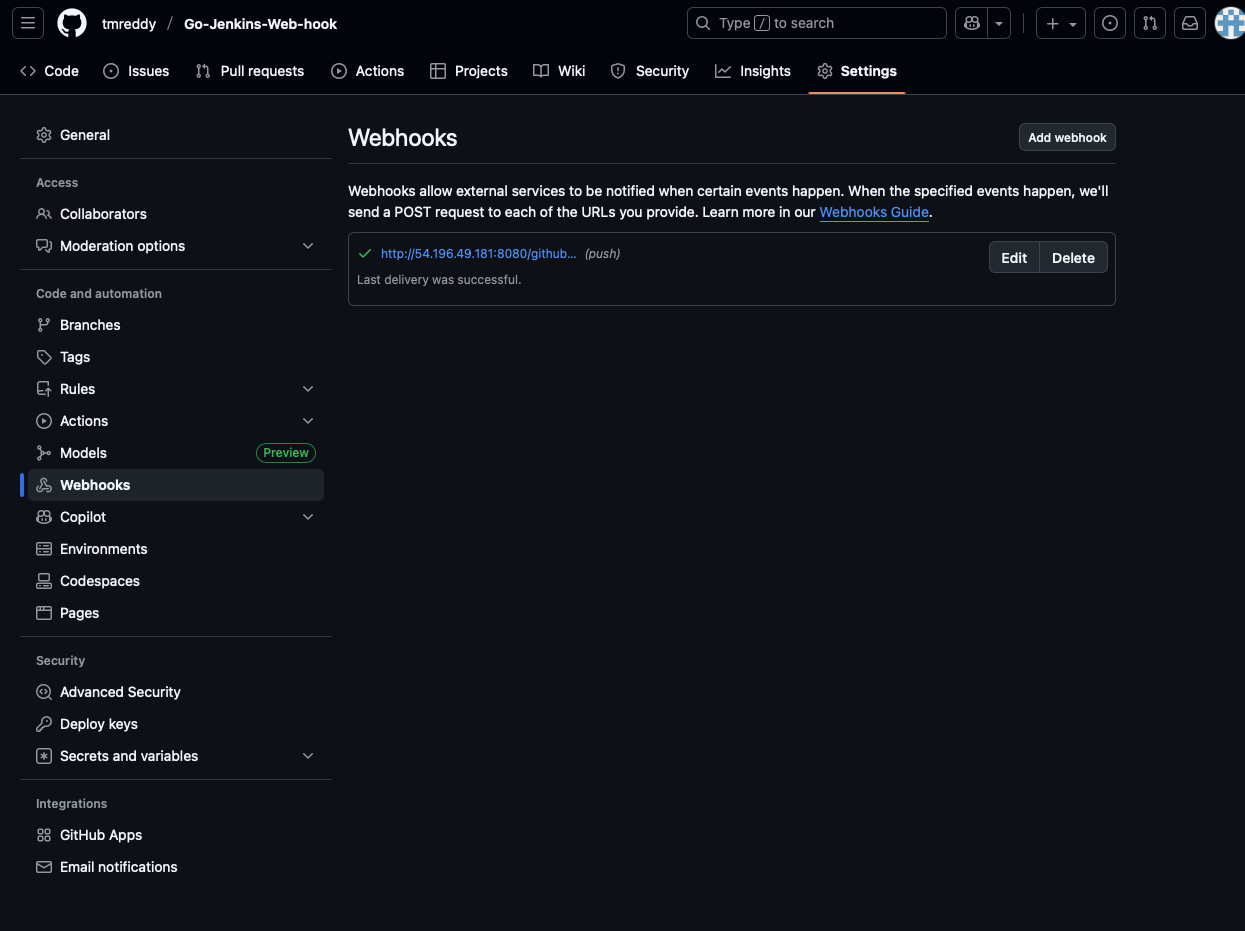 tmreddy / Go-Jenkins-Web-hook
Type / to search
Code Issues Pull requests Actions Projects Wiki Security Insights Settings
General
Access
Collaborators
Moderation options
Code and automation
Branches
Tags
Rules
Actions
Models Preview
Webhooks
Copilot
Environments
Codespaces
Pages
Security
Advanced Security
Deploy keys
Secrets and variables
Integrations
GitHub Apps
Email notifications
Webhooks
Add webhook
Webhooks allow external services to be notified when certain events happen. When the specified events happen, we'll
send a POST request to each of the URLs you provide. Learn more in our Webhooks Guide.
http://54.196.49.181:8080/github... (push)
Edit Delete
Last delivery was successful.